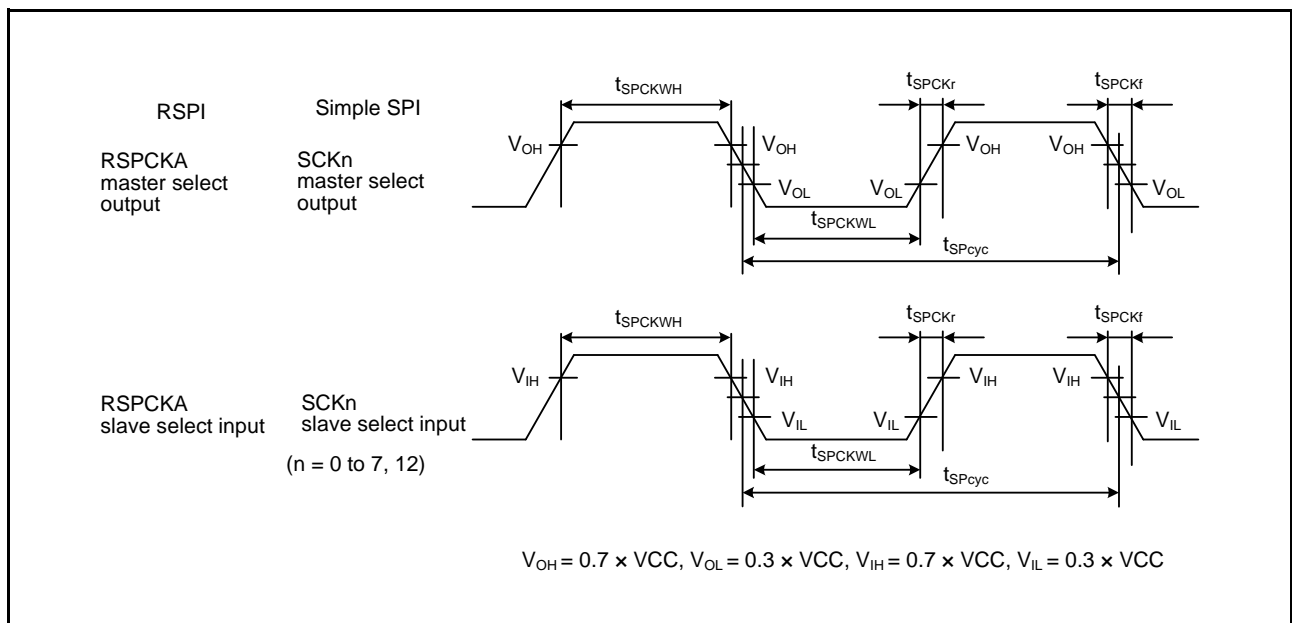 RSPI Simple SPI
tSPCKWH tSPCKr tSPCKf
RSPCKA
master select
output
SCKn
master select
output
VOH VOH VOH VOH
VOL VOL VOL
tSPCKWL
tSPcyc
tSPCKWH tSPCKr tSPCKf
RSPCKA
slave select input
SCKn
slave select input
(n = 0 to 7, 12)
VIH VIH VIH VIH
VIL VIL VIL
tSPCKWL
tSPcyc
VOH = 0.7 × VCC, VOL = 0.3 × VCC, VIH = 0.7 × VCC, VIL = 0.3 × VCC